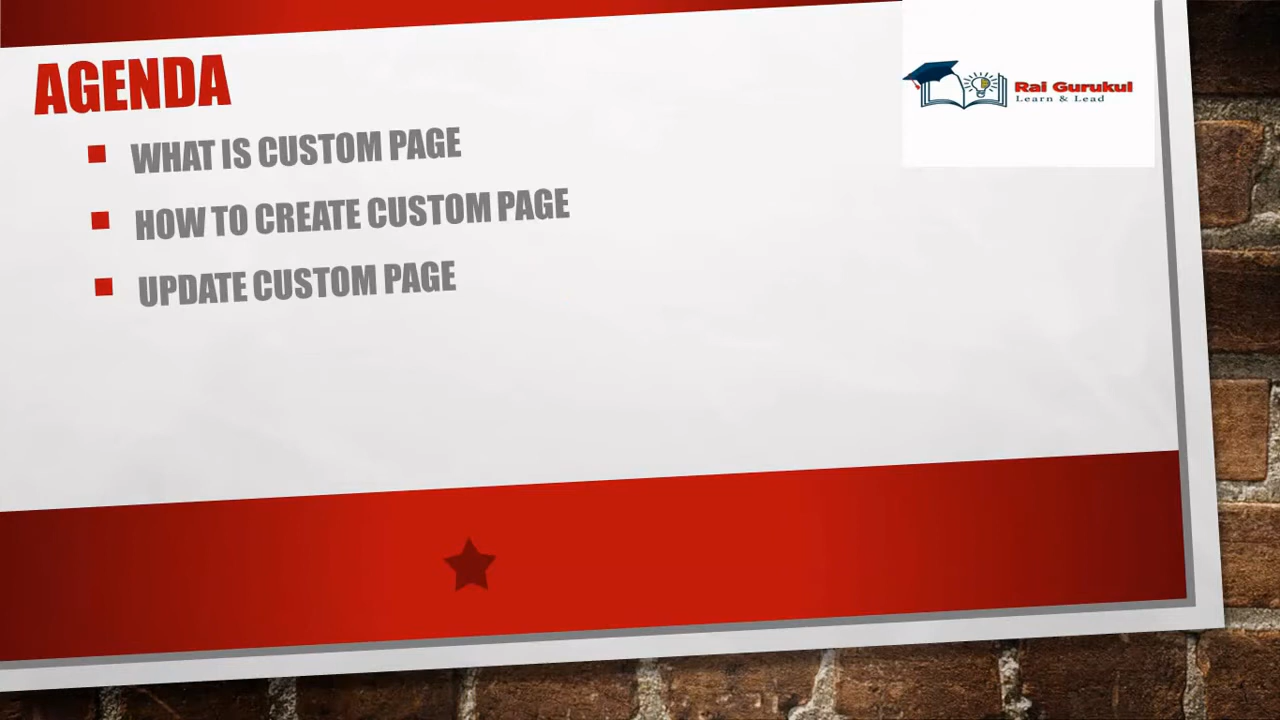 AGENDA
WHAT IS CUSTOM PAGE
HOW TO CREATE CUSTOM PAGE
UPDATE CUSTOM PAGE
Rai Gurukul
Learn & Lead